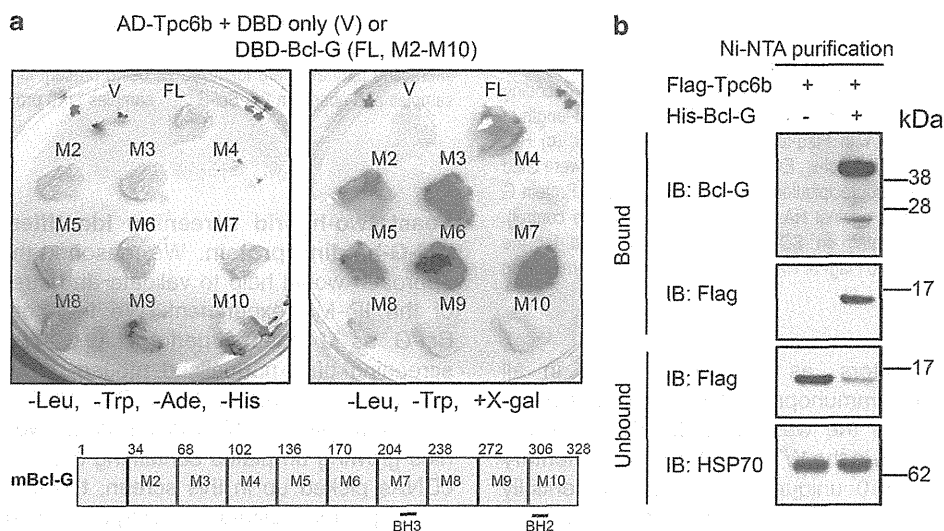 a
AD-Tpc6b + DBD only (V) or
DBD-Bcl-G (FL, M2-M10)
V FL
M2 M3 M4
M5 M6 M7
M8 M9 M10
-Leu, -Trp, -Ade, -His
V FL
M2 M3 M4
M5 M6 M7
M8 M9 M10
-Leu, -Trp, +X-gal
1 34 68 102 136 170 204 238 272 306 328
mBcl-G M2 M3 M4 M5 M6 M7 M8 M9 M10
BH3 BH2
b
Ni-NTA purification
Flag-Tpc6b + +
His-Bcl-G - + kDa
Bound
IB: Bcl-G 38
28
IB: Flag 17
Unbound
IB: Flag 17
IB: HSP70 62